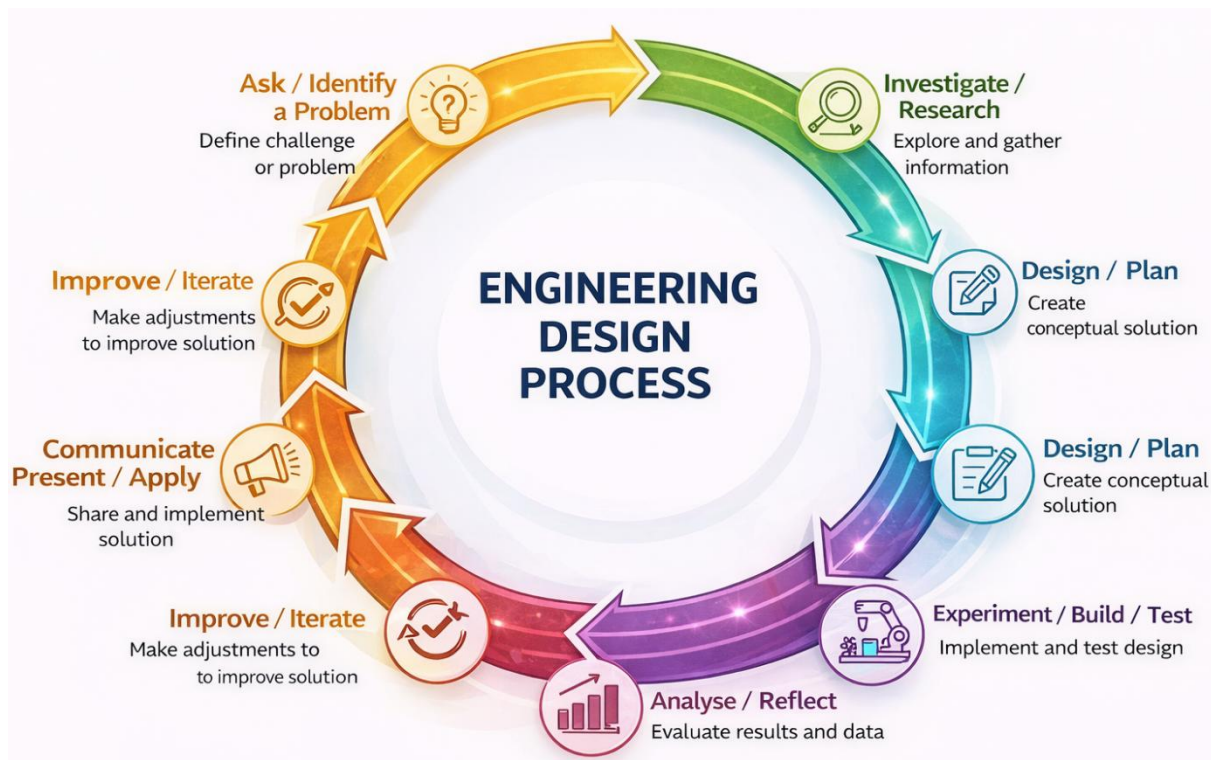 ENGINEERING
DESIGN
PROCESS
Ask / Identify
a Problem
Define challenge
or problem
Investigate /
Research
Explore and gather
information
Design / Plan
Create
conceptual solution
Design / Plan
Create conceptual
solution
Experiment / Build / Test
Implement and test design
Analyse / Reflect
Evaluate results and data
Improve / Iterate
Make adjustments to
to improve solution
Communicate
Present / Apply
Share and implement
solution
Improve / Iterate
Make adjustments
to improve solution
?